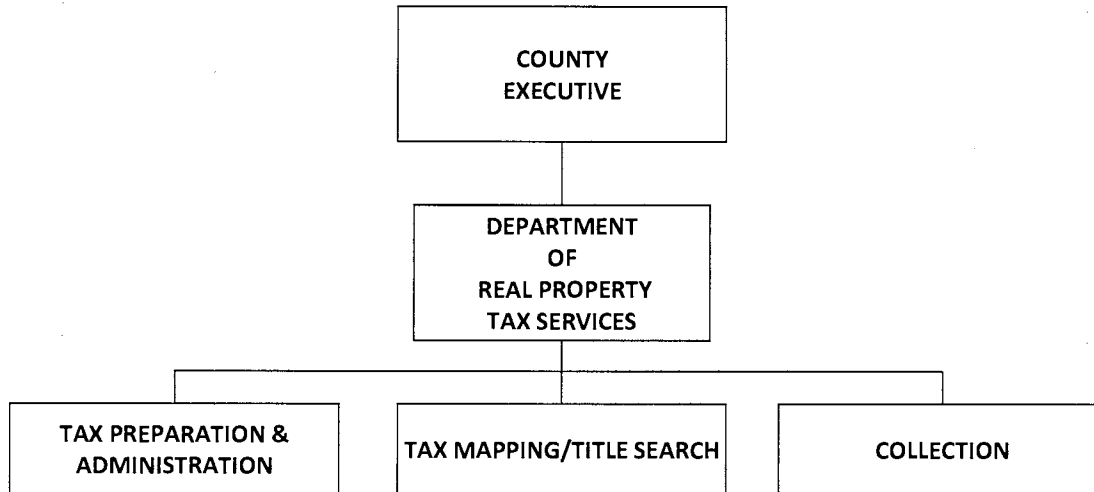 COUNTY
EXECUTIVE
DEPARTMENT
OF
REAL PROPERTY
TAX SERVICES
TAX PREPARATION &
ADMINISTRATION
TAX MAPPING/TITLE SEARCH
COLLECTION